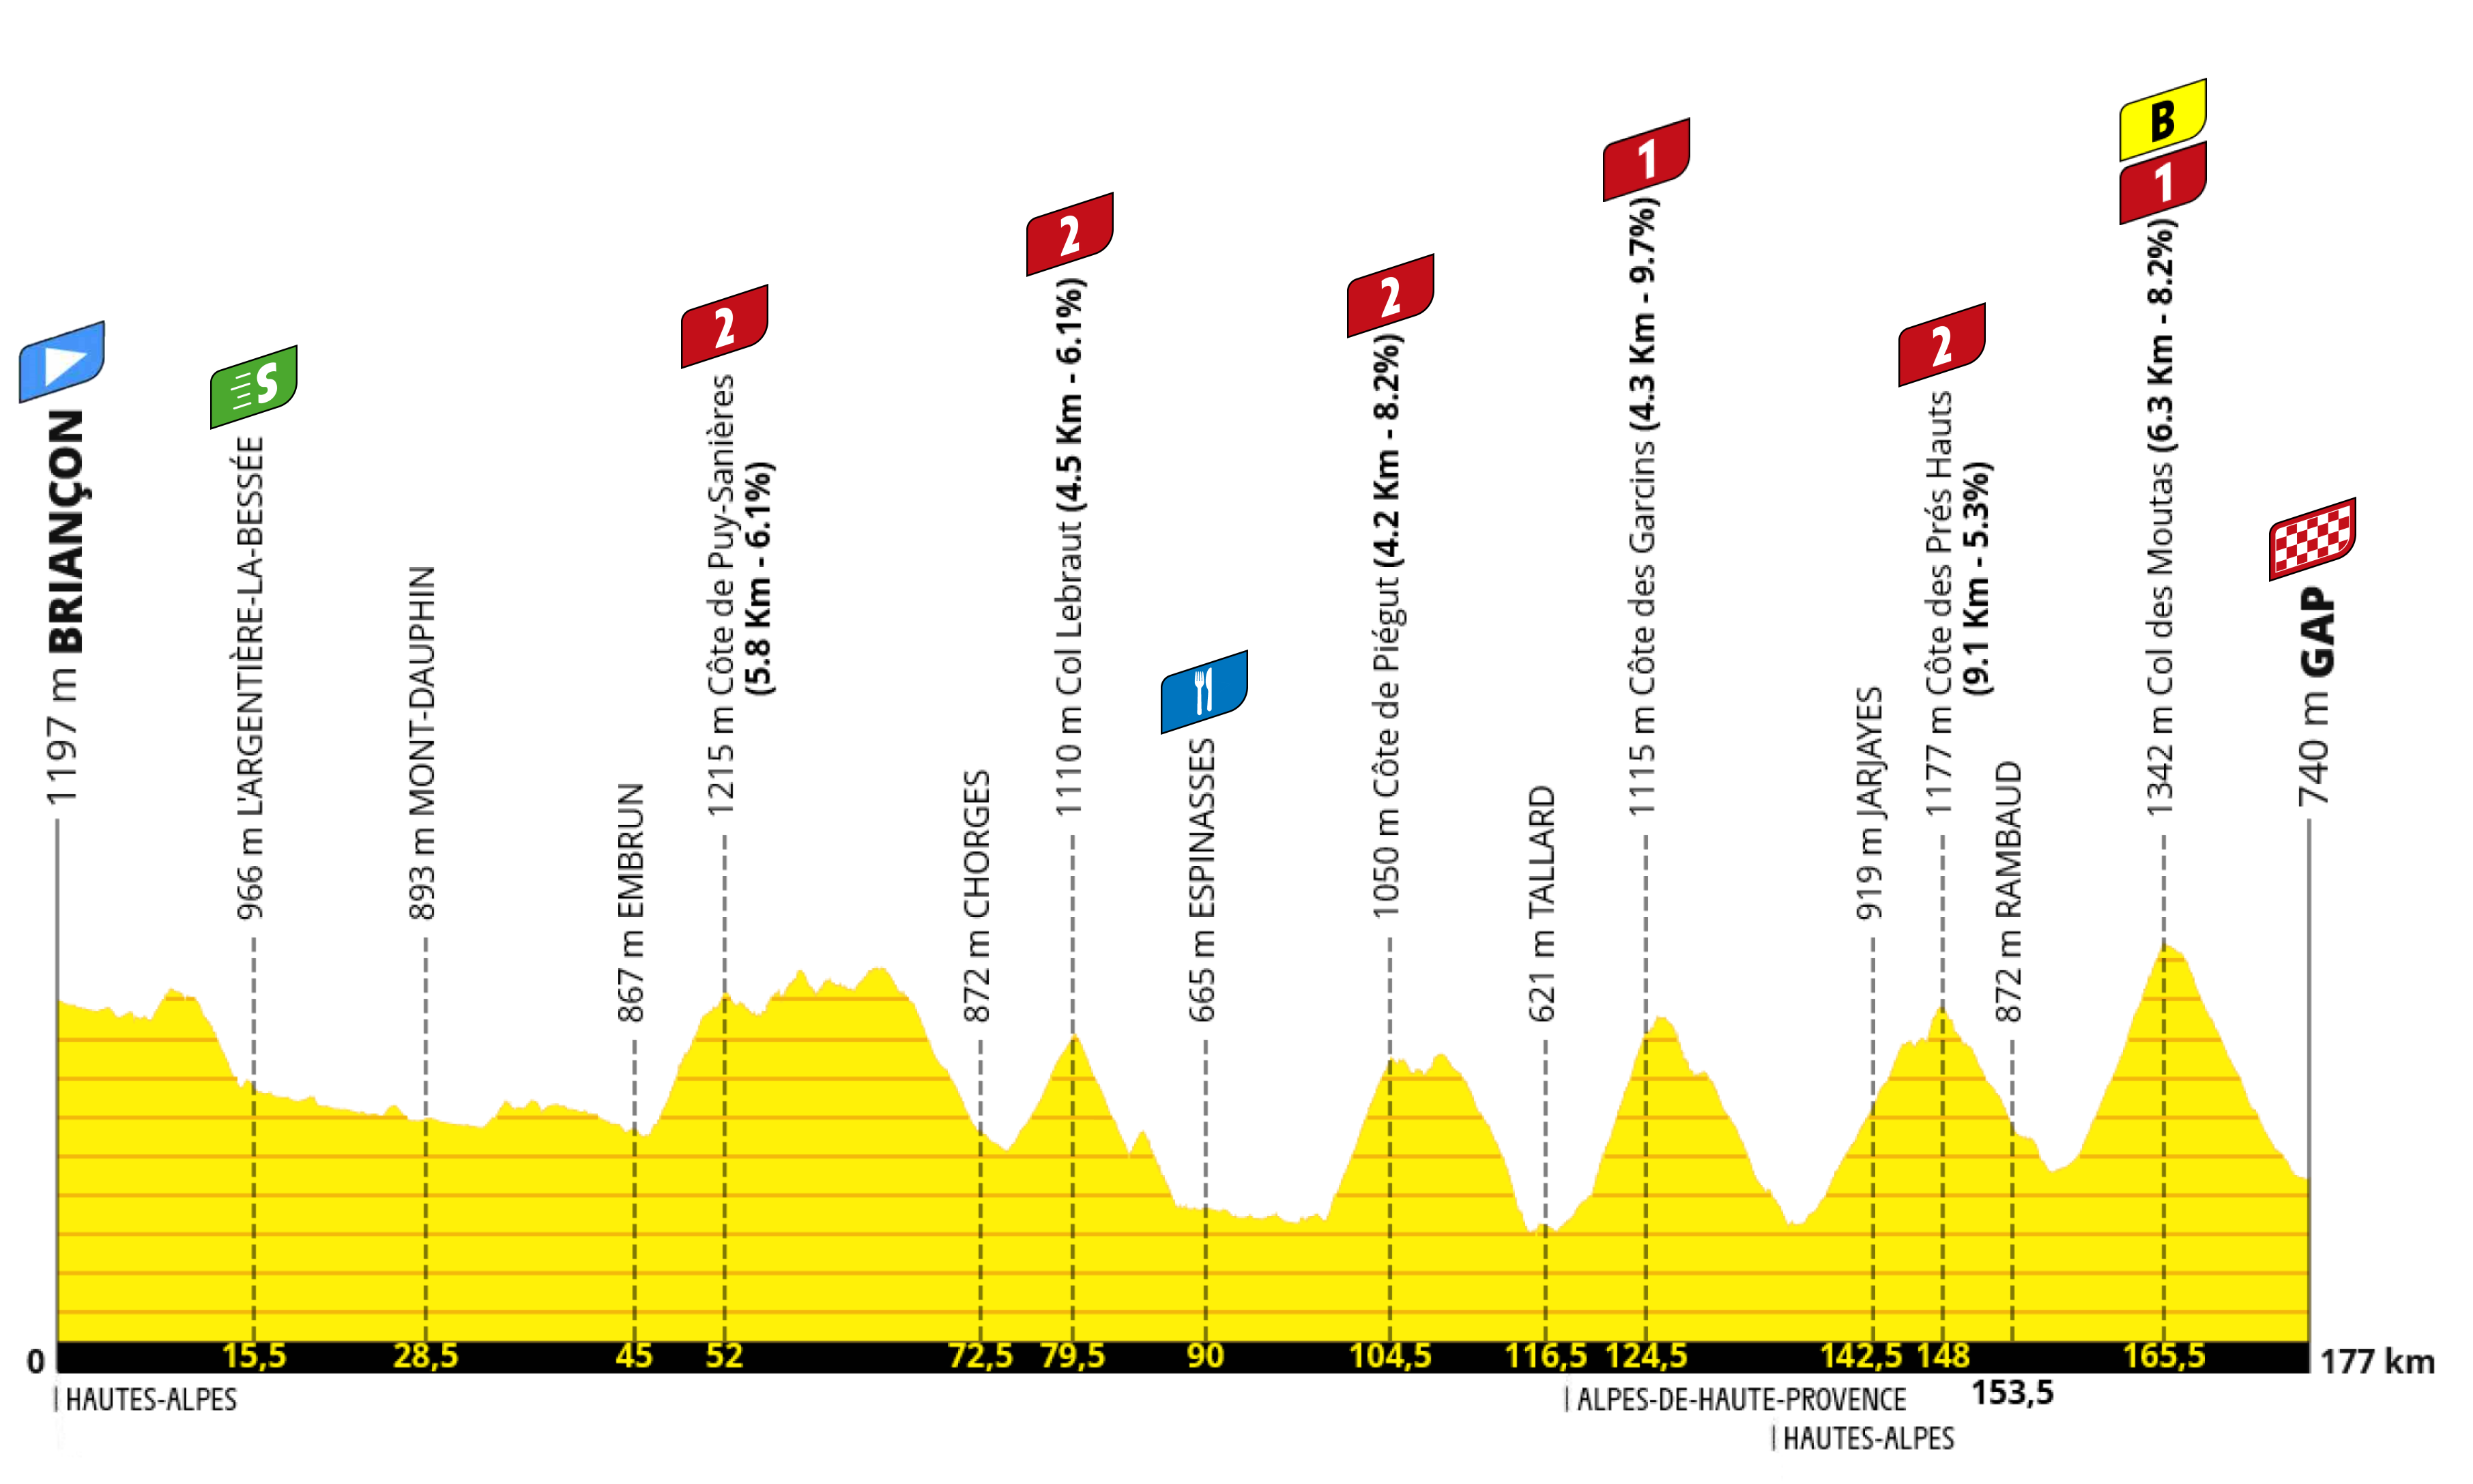 1197 m BRIANÇON
S
966 m L'ARGENTIÈRE-LA-BESSÉE
893 m MONT-DAUPHIN
867 m EMBRUN
2
1215 m Côte de Puy-Sanières
(5.8 Km - 6.1%)
872 m CHORGES
2
1110 m Col Lebraut (4.5 Km - 6.1%)
665 m ESPINASSES
2
1050 m Côte de Piégut (4.2 Km - 8.2%)
621 m TALLARD
1
1115 m Côte des Garcins (4.3 Km - 9.7%)
919 m JARJAYES
2
1177 m Côte des Prés Hauts
(9.1 Km - 5.3%)
872 m RAMBAUD
B
1
1342 m Col des Moutas (6.3 Km - 8.2%)
740 m GAP
0 15,5 28,5 45 52 72,5 79,5 90 104,5 116,5 124,5 142,5 148 165,5 177 km
HAUTES-ALPES ALPES-DE-HAUTE-PROVENCE 153,5
HAUTES-ALPES